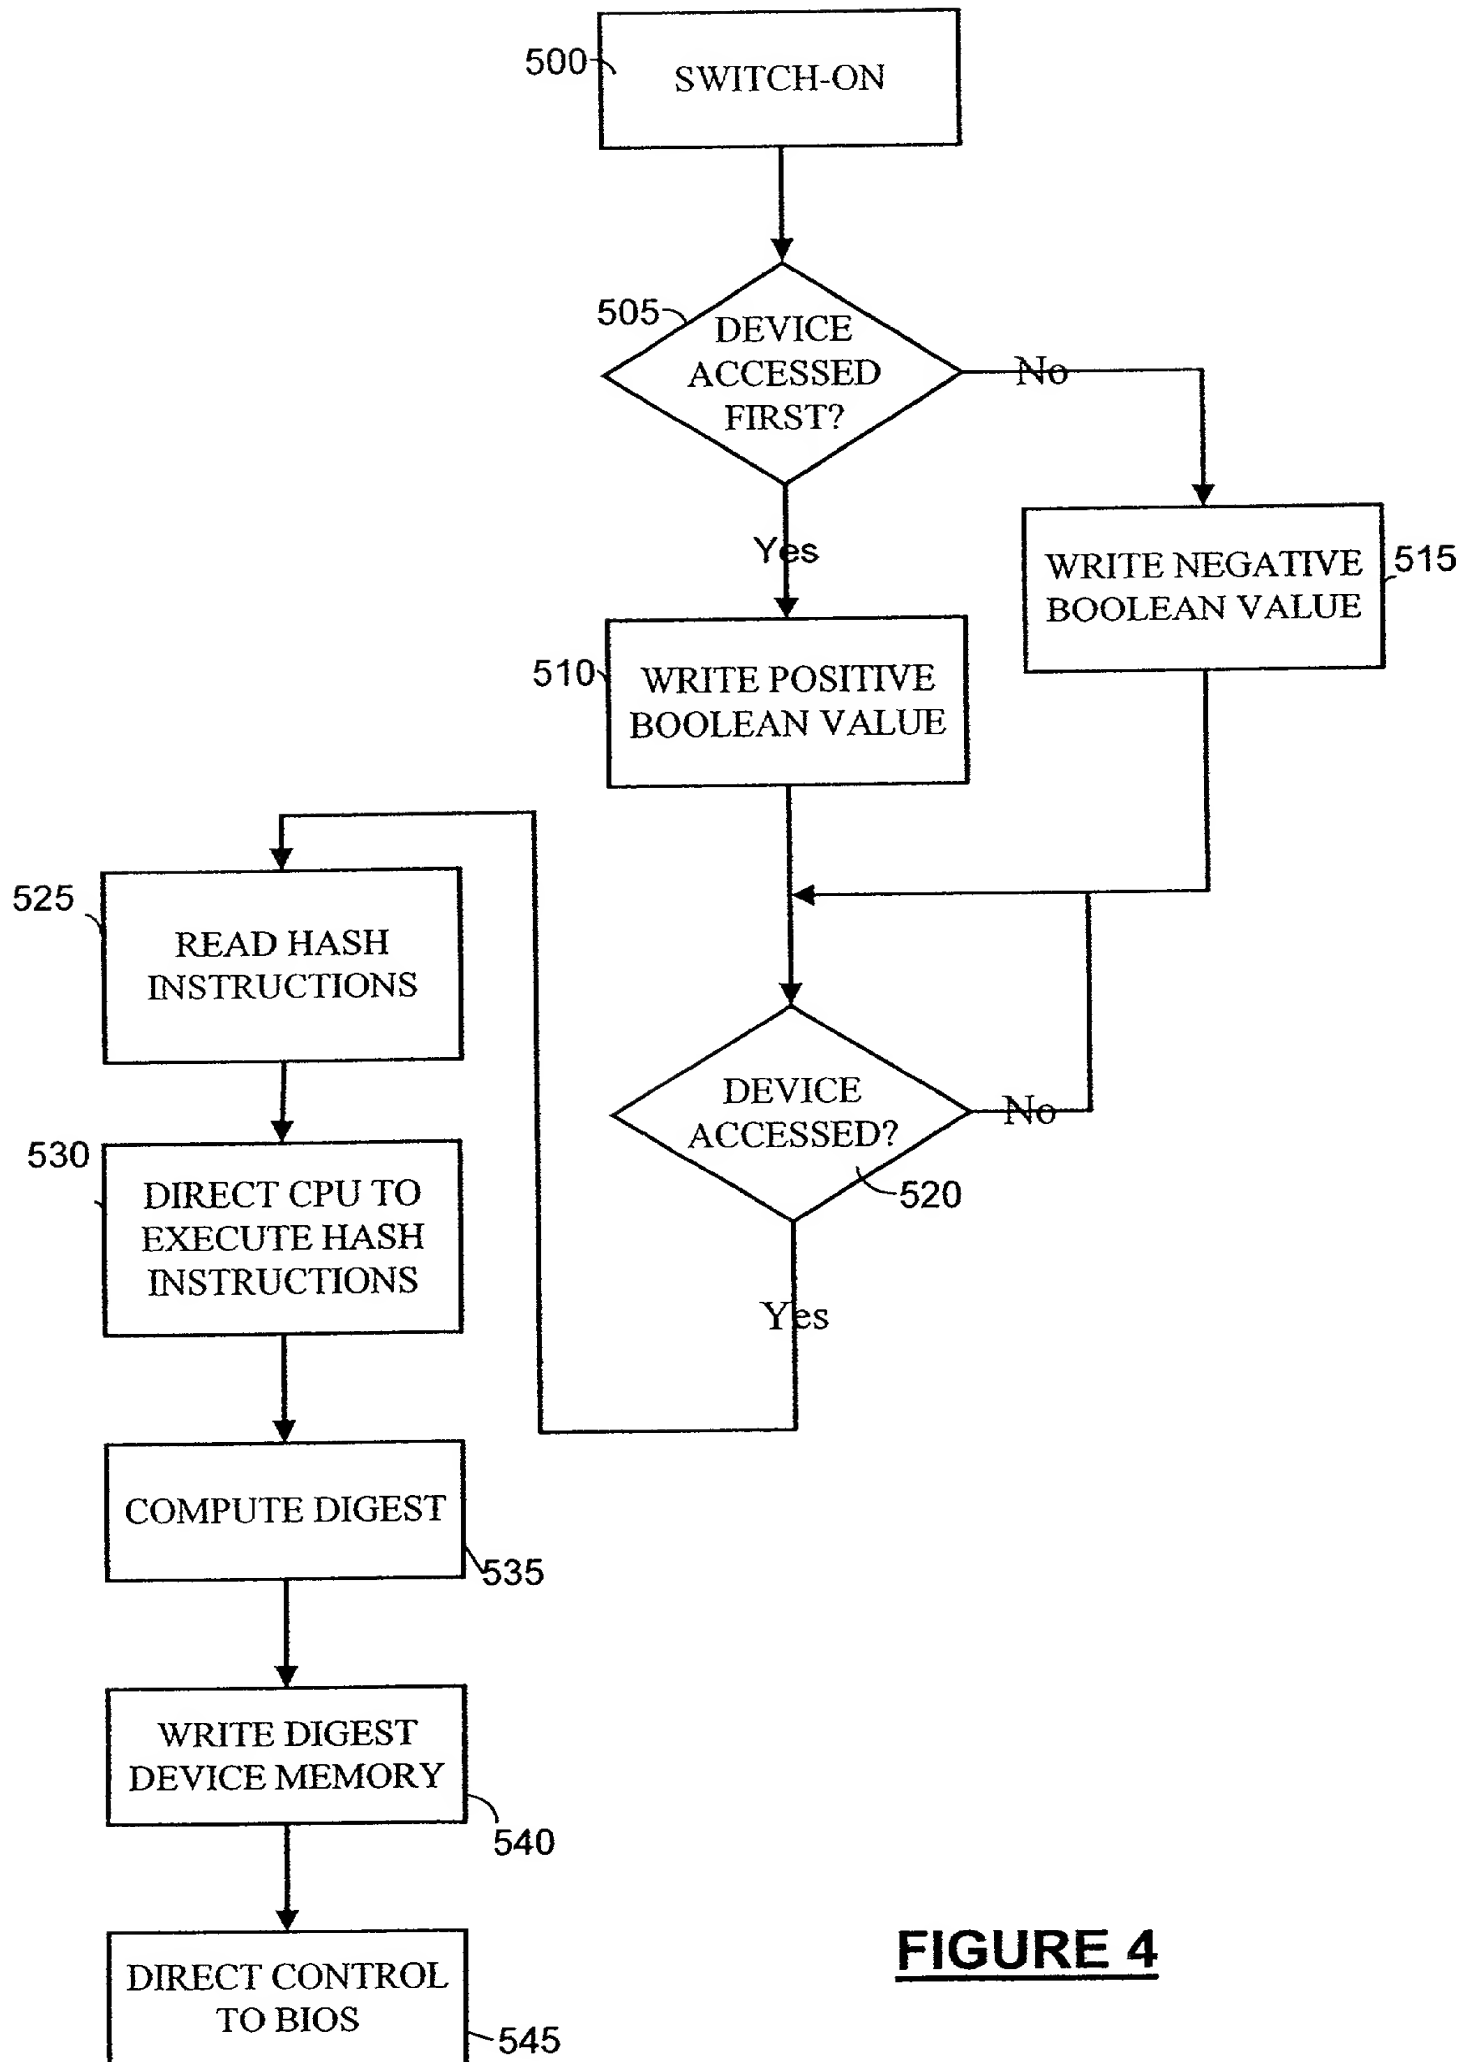 500
SWITCH-ON
505
DEVICE
ACCESSED
FIRST?
No
Yes
515
WRITE NEGATIVE
BOOLEAN VALUE
510
WRITE POSITIVE
BOOLEAN VALUE
525
READ HASH
INSTRUCTIONS
DEVICE
ACCESSED?
No
520
Yes
530
DIRECT CPU TO
EXECUTE HASH
INSTRUCTIONS
COMPUTE DIGEST
535
WRITE DIGEST
DEVICE MEMORY
540
DIRECT CONTROL
TO BIOS
545
FIGURE 4